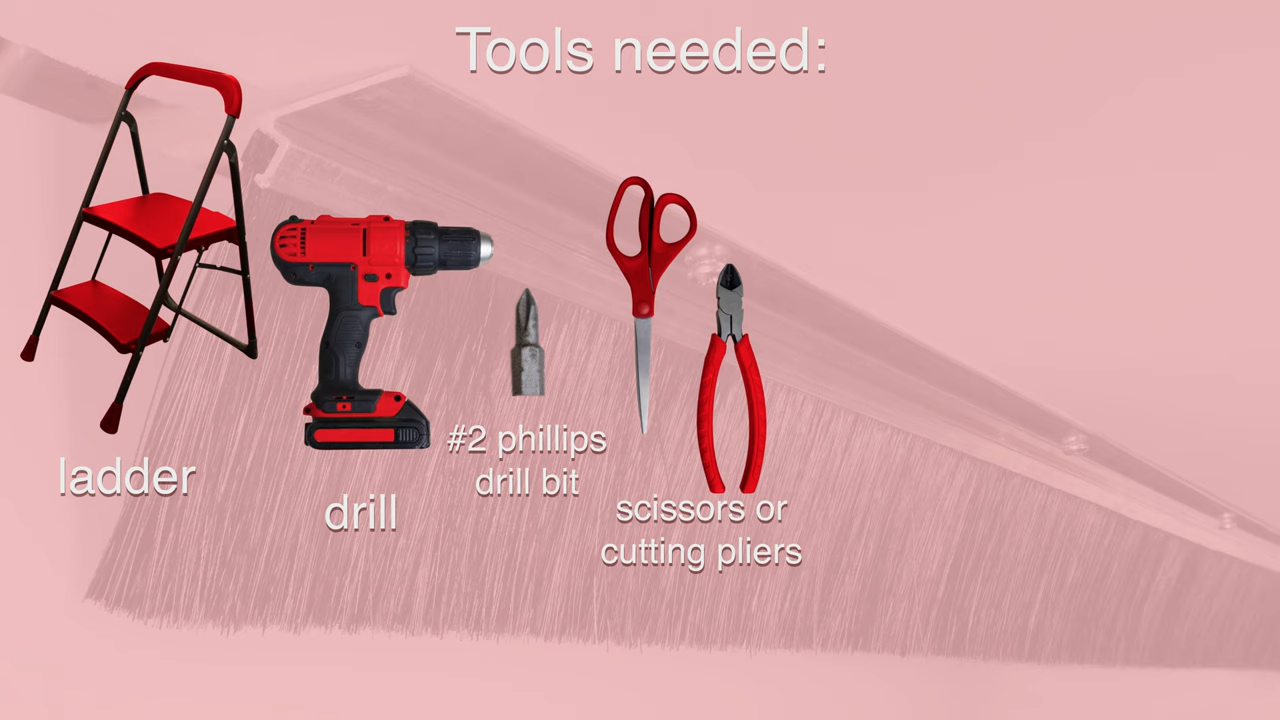 Tools needed:
ladder
drill
#2 phillips
drill bit
scissors or
cutting pliers